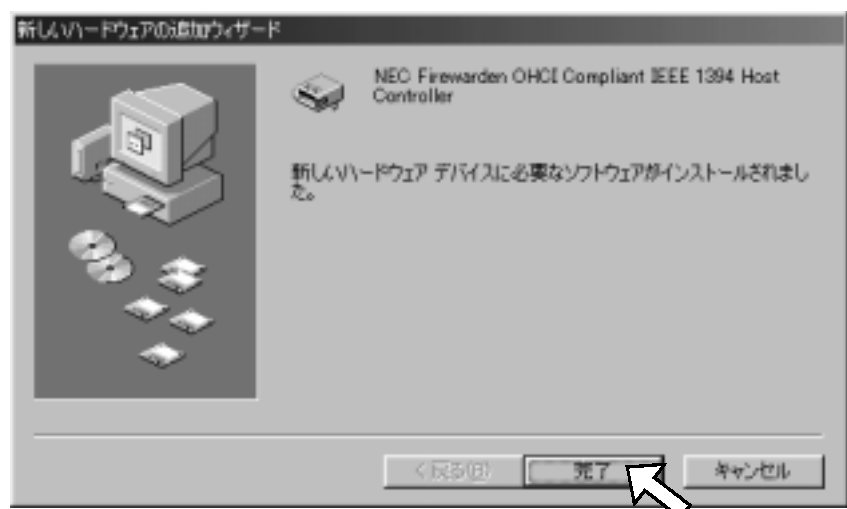 新しいハードウェアの追加ウィザード
NEC Firewarden OHCI Compliant IEEE 1394 Host
Controller
新しいハードウェア デバイスに必要なソフトウェアがインストールされまし
た。
< 戻る(B)
完了
キャンセル